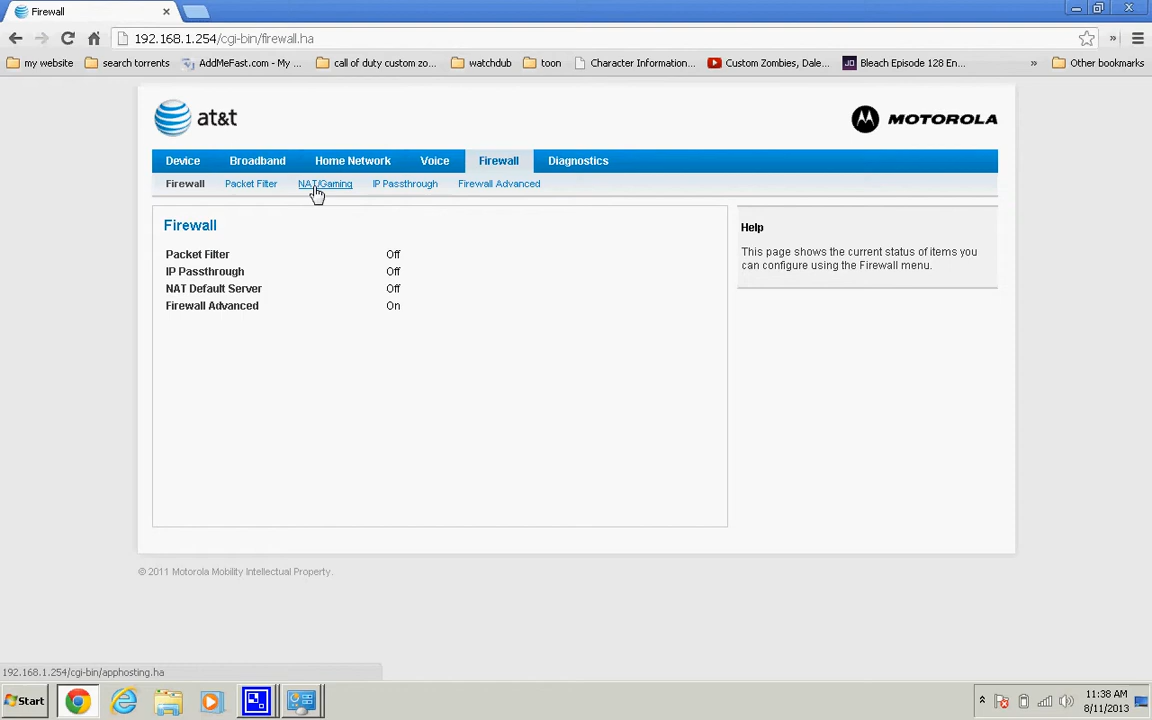 Firewall
192.168.1.254/cgi-bin/firewall.ha
my website search torrents AddMeFast.com - My ... call of duty custom zo... watchdub toon Character Information... Custom Zombies, Dale... Bleach Episode 128 En... » Other bookmarks
at&t MOTOROLA
Device Broadband Home Network Voice Firewall Diagnostics
Firewall Packet Filter NAT/Gaming IP Passthrough Firewall Advanced
Firewall
Packet Filter Off
IP Passthrough Off
NAT Default Server Off
Firewall Advanced On
Help
This page shows the current status of items you
can configure using the Firewall menu.
© 2011 Motorola Mobility Intellectual Property.
192.168.1.254/cgi-bin/apphosting.ha
Start
11:38 AM
8/11/2013